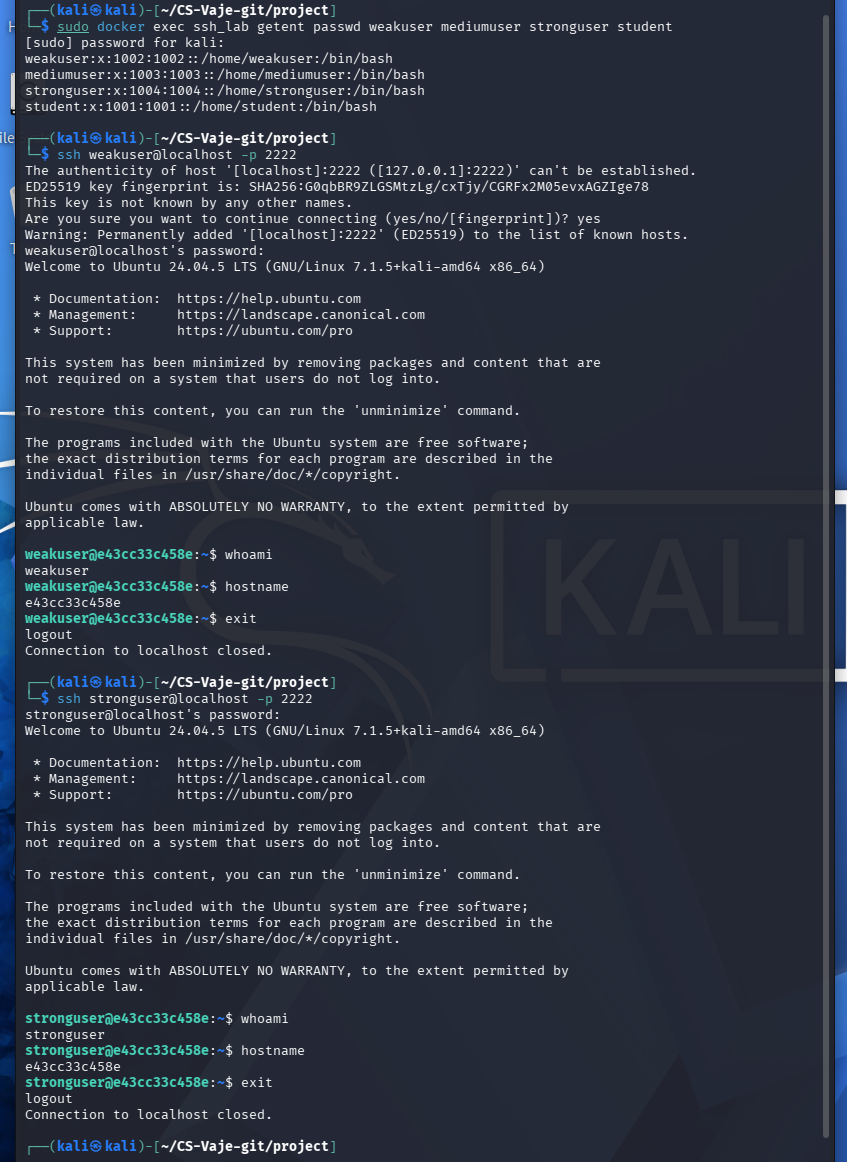 ┌──(kali㉿kali)-[~/CS-Vaje-git/project]
└─$ sudo docker exec ssh_lab getent passwd weakuser mediumuser stronguser student
[sudo] password for kali:
weakuser:x:1002:1002::/home/weakuser:/bin/bash
mediumuser:x:1003:1003::/home/mediumuser:/bin/bash
stronguser:x:1004:1004::/home/stronguser:/bin/bash
student:x:1001:1001::/home/student:/bin/bash

┌──(kali㉿kali)-[~/CS-Vaje-git/project]
└─$ ssh weakuser@localhost -p 2222
The authenticity of host '[localhost]:2222 ([127.0.0.1]:2222)' can't be established.
ED25519 key fingerprint is: SHA256:G0qbBR9ZLGSMtzLg/cxTjy/CGRFx2M05evxAGZIge78
This key is not known by any other names.
Are you sure you want to continue connecting (yes/no/[fingerprint])? yes
Warning: Permanently added '[localhost]:2222' (ED25519) to the list of known hosts.
weakuser@localhost's password:
Welcome to Ubuntu 24.04.5 LTS (GNU/Linux 7.1.5+kali-amd64 x86_64)

 * Documentation:  https://help.ubuntu.com
 * Management:     https://landscape.canonical.com
 * Support:        https://ubuntu.com/pro

This system has been minimized by removing packages and content that are
not required on a system that users do not log into.

To restore this content, you can run the 'unminimize' command.

The programs included with the Ubuntu system are free software;
the exact distribution terms for each program are described in the
individual files in /usr/share/doc/*/copyright.

Ubuntu comes with ABSOLUTELY NO WARRANTY, to the extent permitted by
applicable law.

weakuser@e43cc33c458e:~$ whoami
weakuser
weakuser@e43cc33c458e:~$ hostname
e43cc33c458e
weakuser@e43cc33c458e:~$ exit
logout
Connection to localhost closed.

┌──(kali㉿kali)-[~/CS-Vaje-git/project]
└─$ ssh stronguser@localhost -p 2222
stronguser@localhost's password:
Welcome to Ubuntu 24.04.5 LTS (GNU/Linux 7.1.5+kali-amd64 x86_64)

 * Documentation:  https://help.ubuntu.com
 * Management:     https://landscape.canonical.com
 * Support:        https://ubuntu.com/pro

This system has been minimized by removing packages and content that are
not required on a system that users do not log into.

To restore this content, you can run the 'unminimize' command.

The programs included with the Ubuntu system are free software;
the exact distribution terms for each program are described in the
individual files in /usr/share/doc/*/copyright.

Ubuntu comes with ABSOLUTELY NO WARRANTY, to the extent permitted by
applicable law.

stronguser@e43cc33c458e:~$ whoami
stronguser
stronguser@e43cc33c458e:~$ hostname
e43cc33c458e
stronguser@e43cc33c458e:~$ exit
logout
Connection to localhost closed.

┌──(kali㉿kali)-[~/CS-Vaje-git/project]
KALI